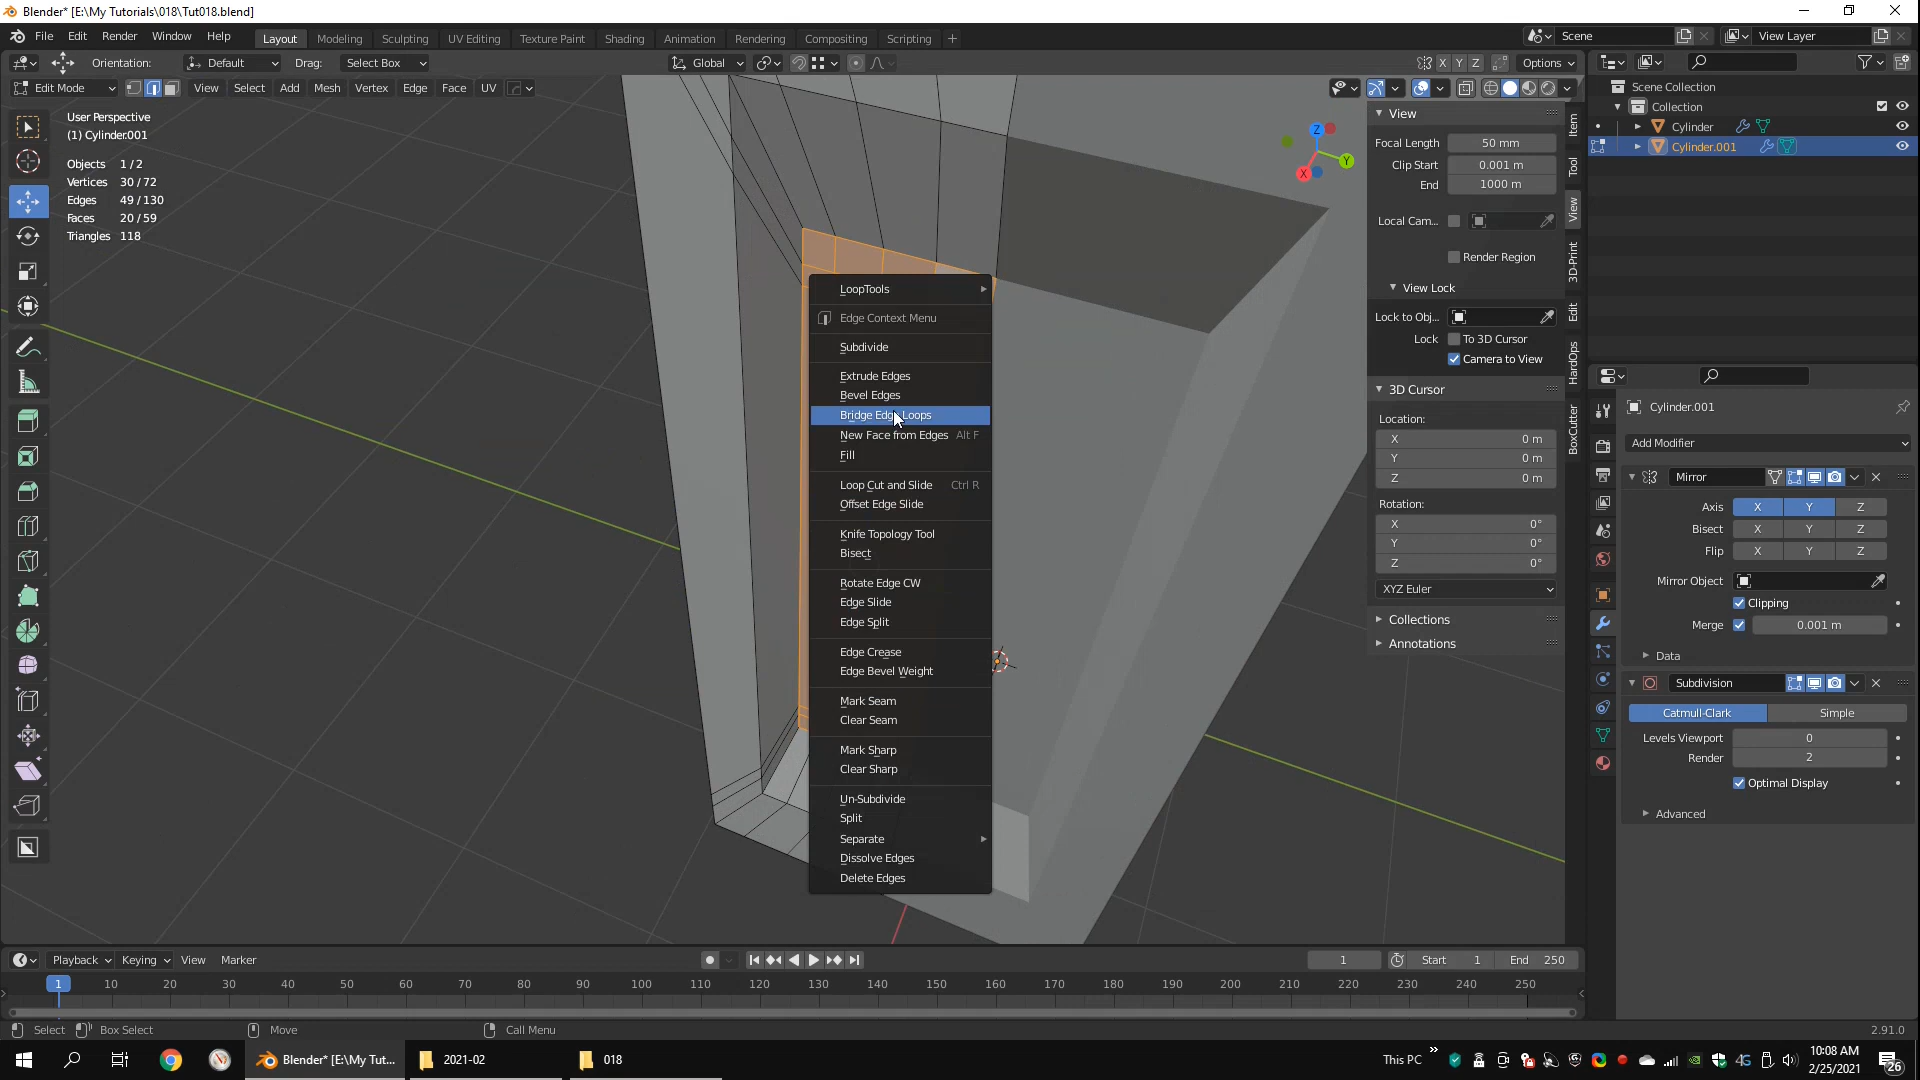 Blender* [E:\My Tutorials\018\Tut018.blend]
File Edit Render Window Help Layout Modeling Sculpting UV Editing Texture Paint Shading Animation Rendering Compositing Scripting + Scene View Layer
Orientation: Default Drag: Select Box Global X Y Z Options
Edit Mode View Select Add Mesh Vertex Edge Face UV
User Perspective
(1) Cylinder.001
Objects 1/2
Vertices 30/72
Edges 49/130
Faces 20/59
Triangles 118
Z
Y
X
LoopTools
Edge Context Menu
Subdivide
Extrude Edges
Bevel Edges
Bridge Edge Loops
New Face from Edges Alt F
Fill
Loop Cut and Slide Ctrl R
Offset Edge Slide
Knife Topology Tool
Bisect
Rotate Edge CW
Edge Slide
Edge Split
Edge Crease
Edge Bevel Weight
Mark Seam
Clear Seam
Mark Sharp
Clear Sharp
Un-Subdivide
Split
Separate
Dissolve Edges
Delete Edges
View
Focal Length 50 mm
Clip Start 0.001 m
End 1000 m
Local Cam...
Render Region
View Lock
Lock to Obj...
Lock To 3D Cursor
Camera to View
3D Cursor
Location:
X 0 m
Y 0 m
Z 0 m
Rotation:
X 0°
Y 0°
Z 0°
XYZ Euler
Collections
Annotations
Item
Tool
View
3D-Print
Edit
HardOps
BoxCutter
Scene Collection
Collection
Cylinder
Cylinder.001
Cylinder.001
Add Modifier
Mirror
Axis X Y Z
Bisect X Y Z
Flip X Y Z
Mirror Object
Clipping
Merge 0.001 m
Data
Subdivision
Catmull-Clark Simple
Levels Viewport 0
Render 2
Optimal Display
Advanced
Playback Keying View Marker 1 Start 1 End 250
1 10 20 30 40 50 60 70 80 90 100 110 120 130 140 150 160 170 180 190 200 210 220 230 240 250
Select Box Select Move Call Menu 2.91.0
Blender* [E:\My Tut... 2021-02 018 This PC » 4G 10:08 AM
2/25/2021
26